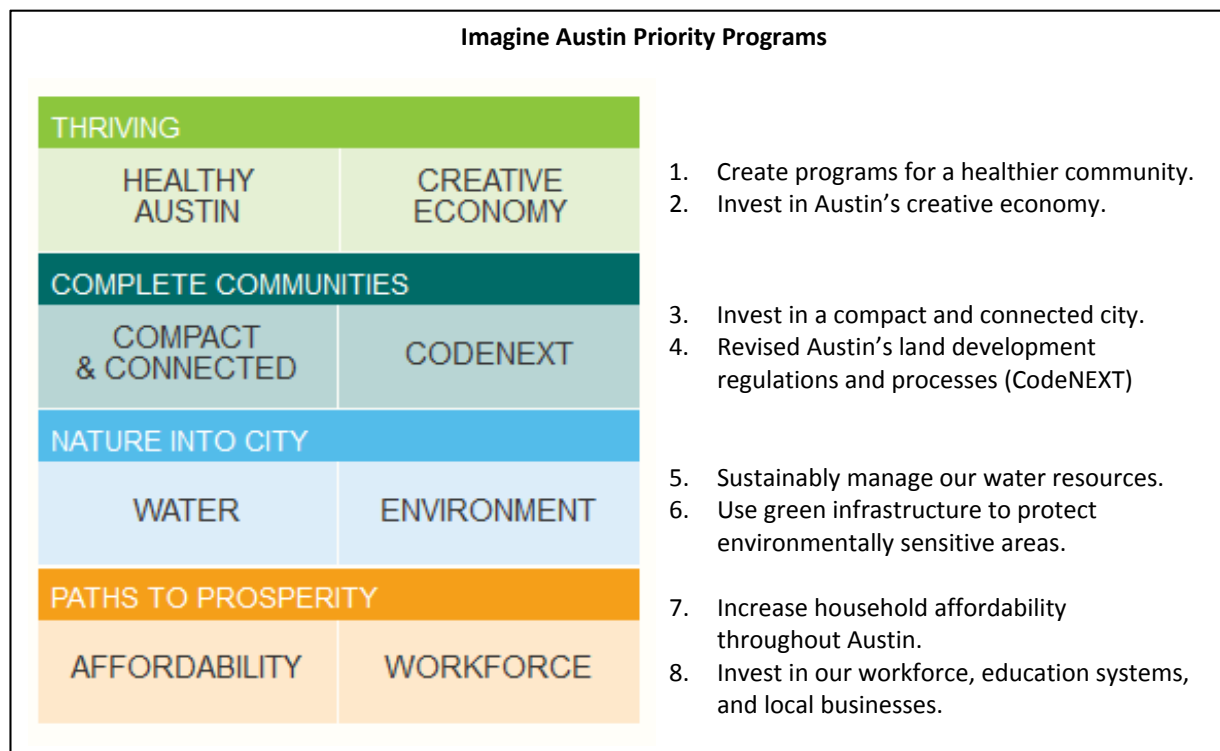 Imagine Austin Priority Programs
THRIVING
HEALTHY
AUSTIN
CREATIVE
ECONOMY
1. Create programs for a healthier community.
2. Invest in Austin’s creative economy.
COMPLETE COMMUNITIES
COMPACT
& CONNECTED
CODENEXT
3. Invest in a compact and connected city.
4. Revised Austin’s land development
regulations and processes (CodeNEXT)
NATURE INTO CITY
WATER
ENVIRONMENT
5. Sustainably manage our water resources.
6. Use green infrastructure to protect
environmentally sensitive areas.
PATHS TO PROSPERITY
AFFORDABILITY
WORKFORCE
7. Increase household affordability
throughout Austin.
8. Invest in our workforce, education systems,
and local businesses.